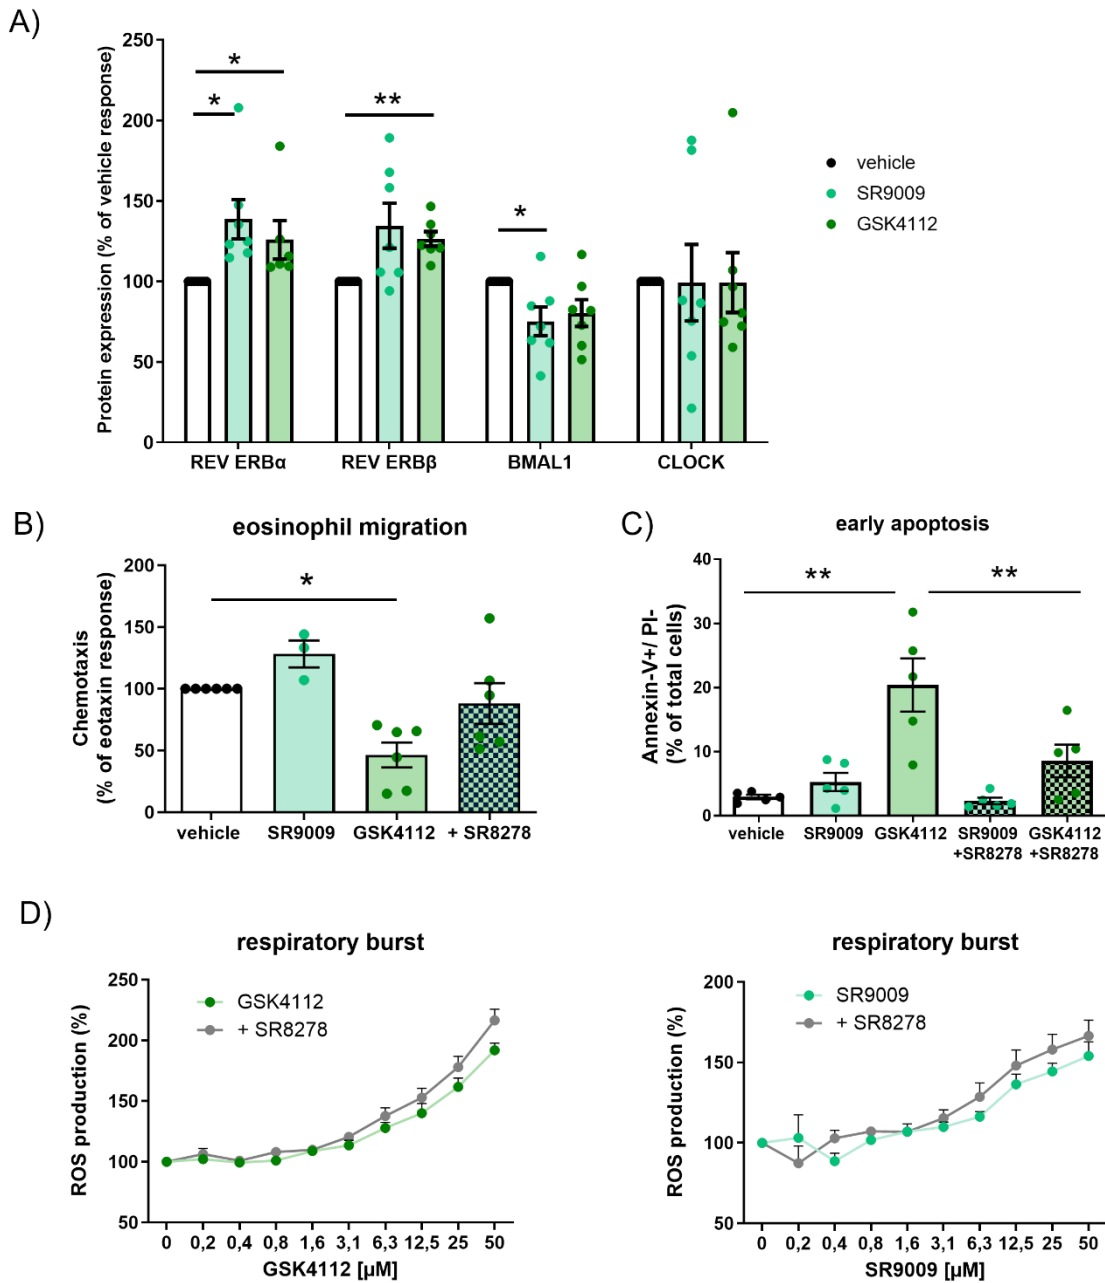 A)
Protein expression (% of vehicle response)
250
200
150
100
50
0
*
*
**
*
REV ERBα
REV ERBβ
BMAL1
CLOCK
vehicle
SR9009
GSK4112
B)
eosinophil migration
Chemotaxis
(% of eotaxin response)
200
150
100
50
0
*
vehicle
SR9009
GSK4112
+ SR8278
C)
early apoptosis
Annexin-V+/ PI-
(% of total cells)
40
30
20
10
0
**
**
vehicle
SR9009
GSK4112
SR9009
+SR8278
GSK4112
+SR8278
D)
respiratory burst
ROS production (%)
250
200
150
100
50
GSK4112
+ SR8278
0
0,2
0,4
0,8
1,6
3,1
6,3
12,5
25
50
GSK4112 [µM]
respiratory burst
ROS production (%)
200
150
100
50
SR9009
+ SR8278
0
0,2
0,4
0,8
1,6
3,1
6,3
12,5
25
50
SR9009 [µM]